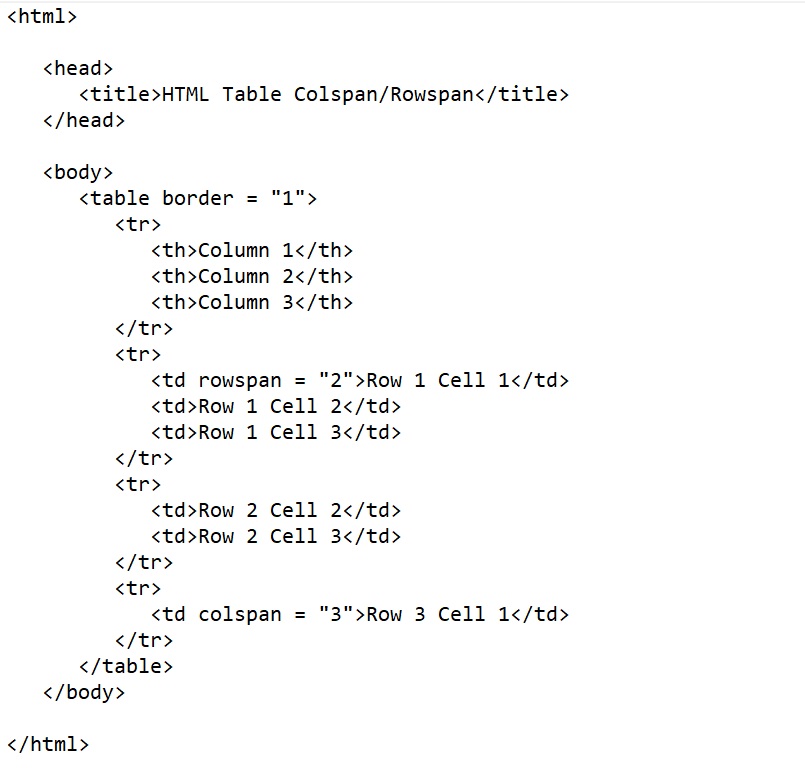 <html>
<head>
<title>HTML Table Colspan/Rowspan</title>
</head>
<body>
<table border = "1">
<tr>
<th>Column 1</th>
<th>Column 2</th>
<th>Column 3</th>
</tr>
<tr>
<td rowspan = "2">Row 1 Cell 1</td>
<td>Row 1 Cell 2</td>
<td>Row 1 Cell 3</td>
</tr>
<tr>
<td>Row 2 Cell 2</td>
<td>Row 2 Cell 3</td>
</tr>
<tr>
<td colspan = "3">Row 3 Cell 1</td>
</tr>
</table>
</body>
</html>